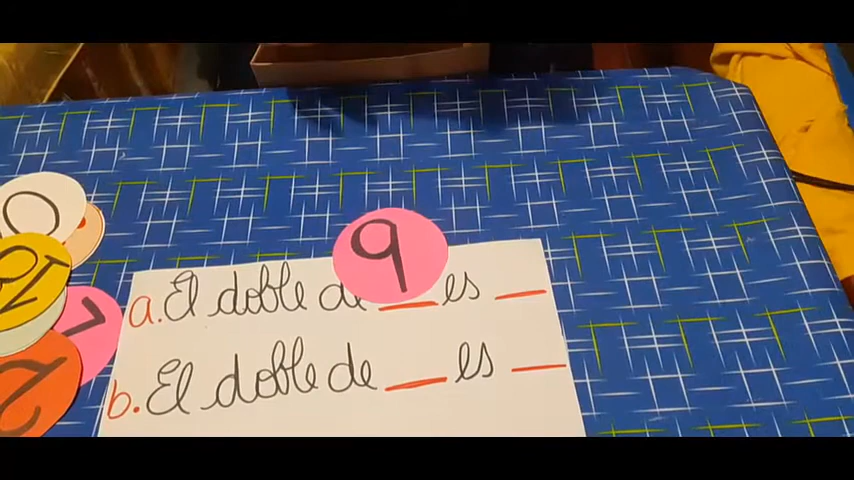 9
a. El doble de __ es __
b. El doble de __ es __